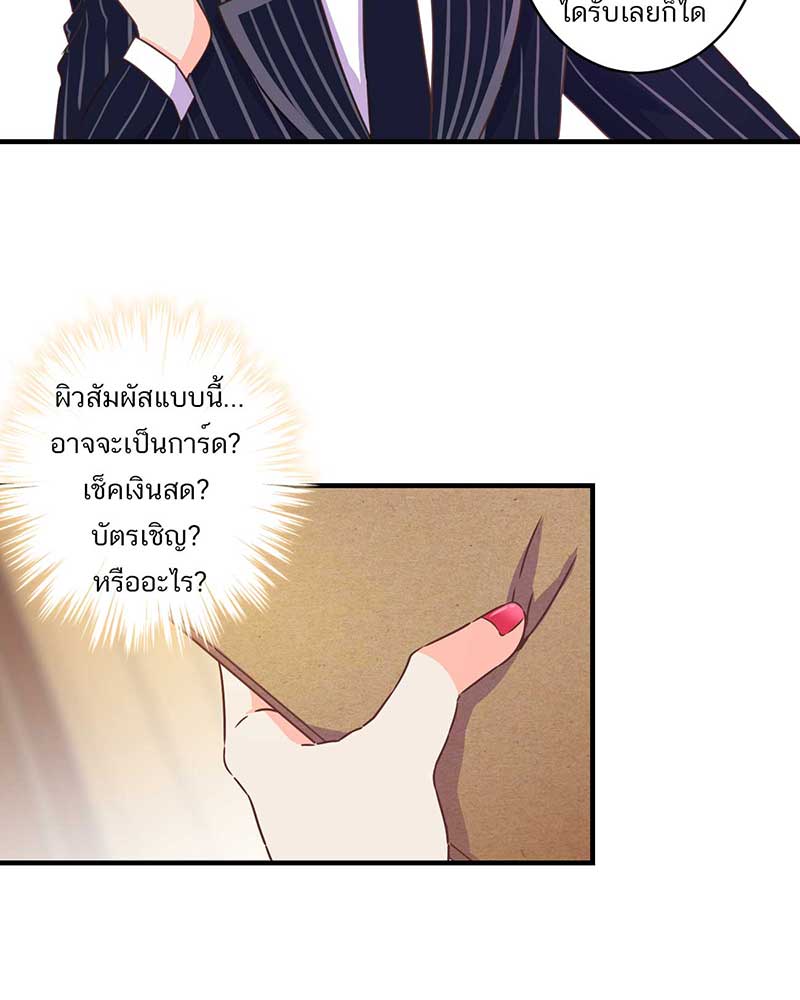 ได้รับเลยก็ได้
ผิวสัมผัสแบบนี้...
อาจจะเป็นการ์ด?
เช็คเงินสด?
บัตรเชิญ?
หรืออะไร?